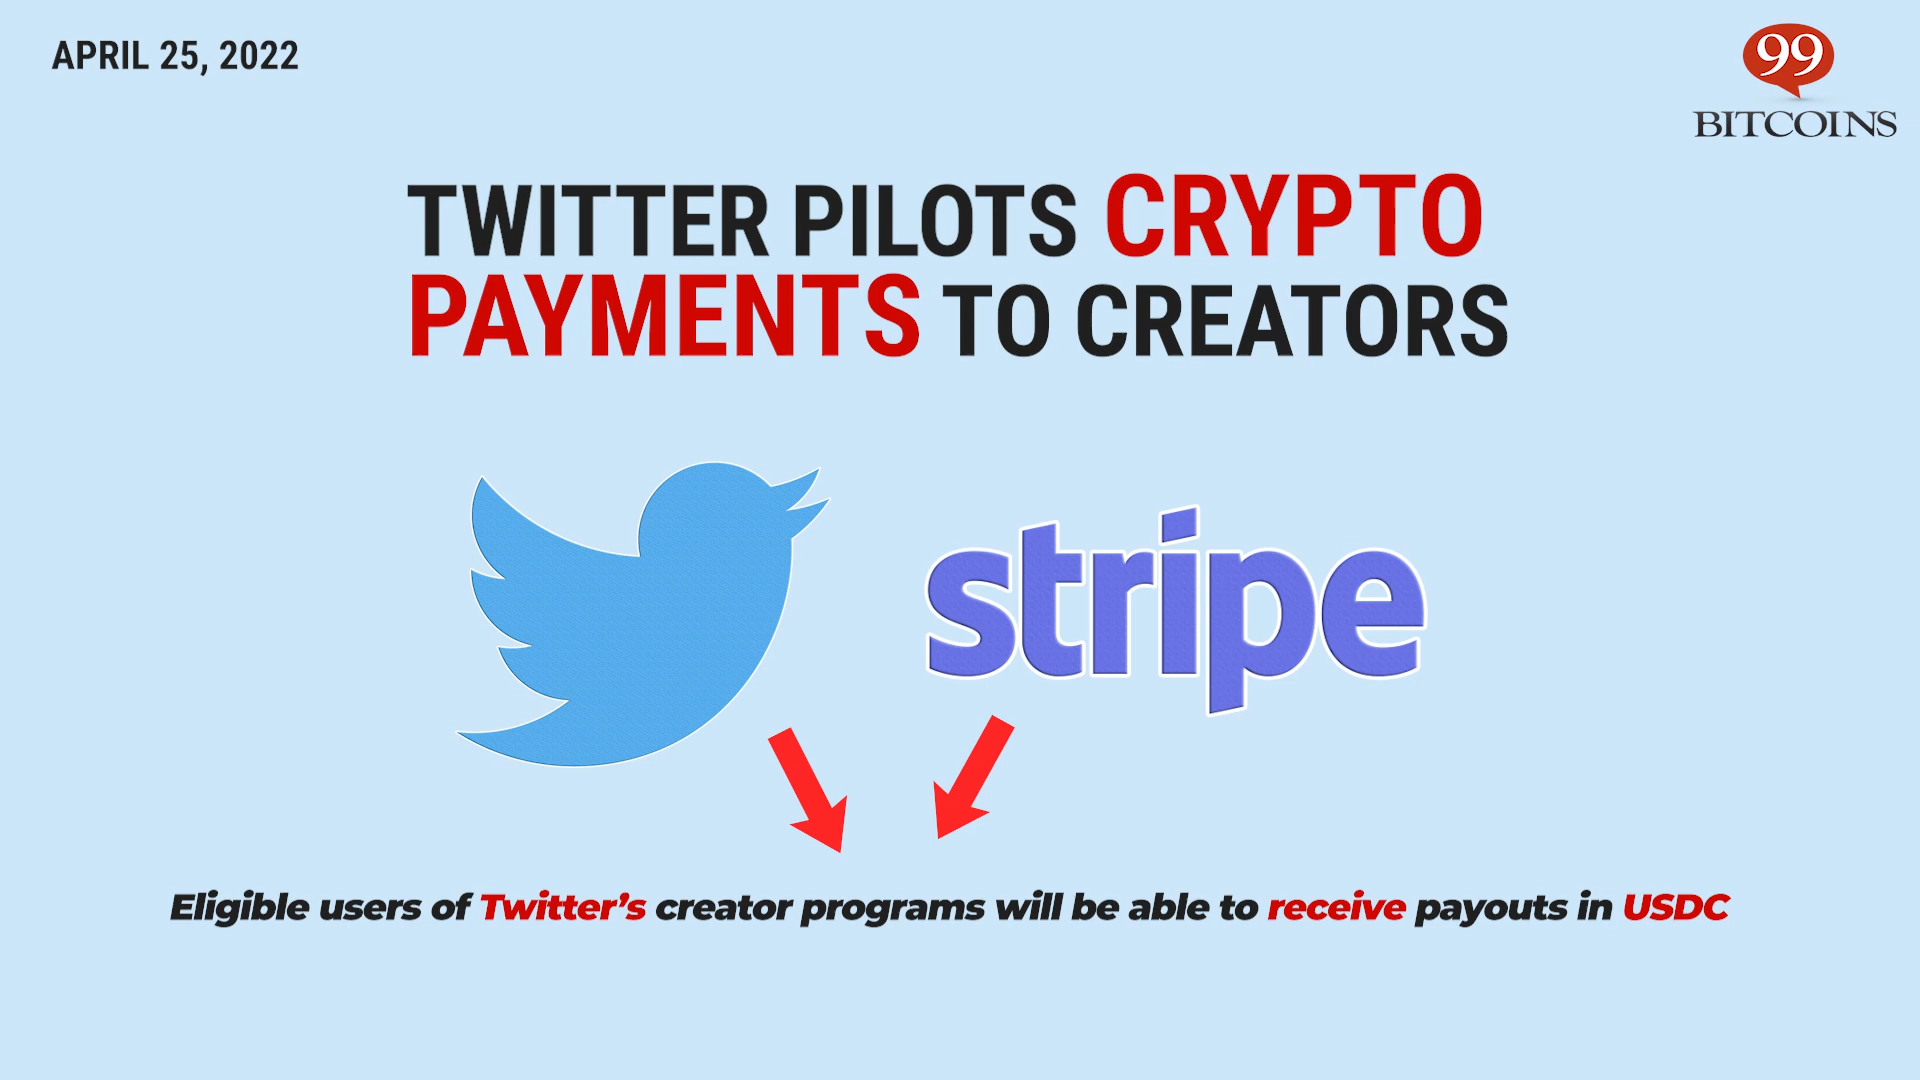 APRIL 25, 2022
99
BITCOINS
TWITTER PILOTS CRYPTO
PAYMENTS TO CREATORS
stripe
Eligible users of Twitter’s creator programs will be able to receive payouts in USDC